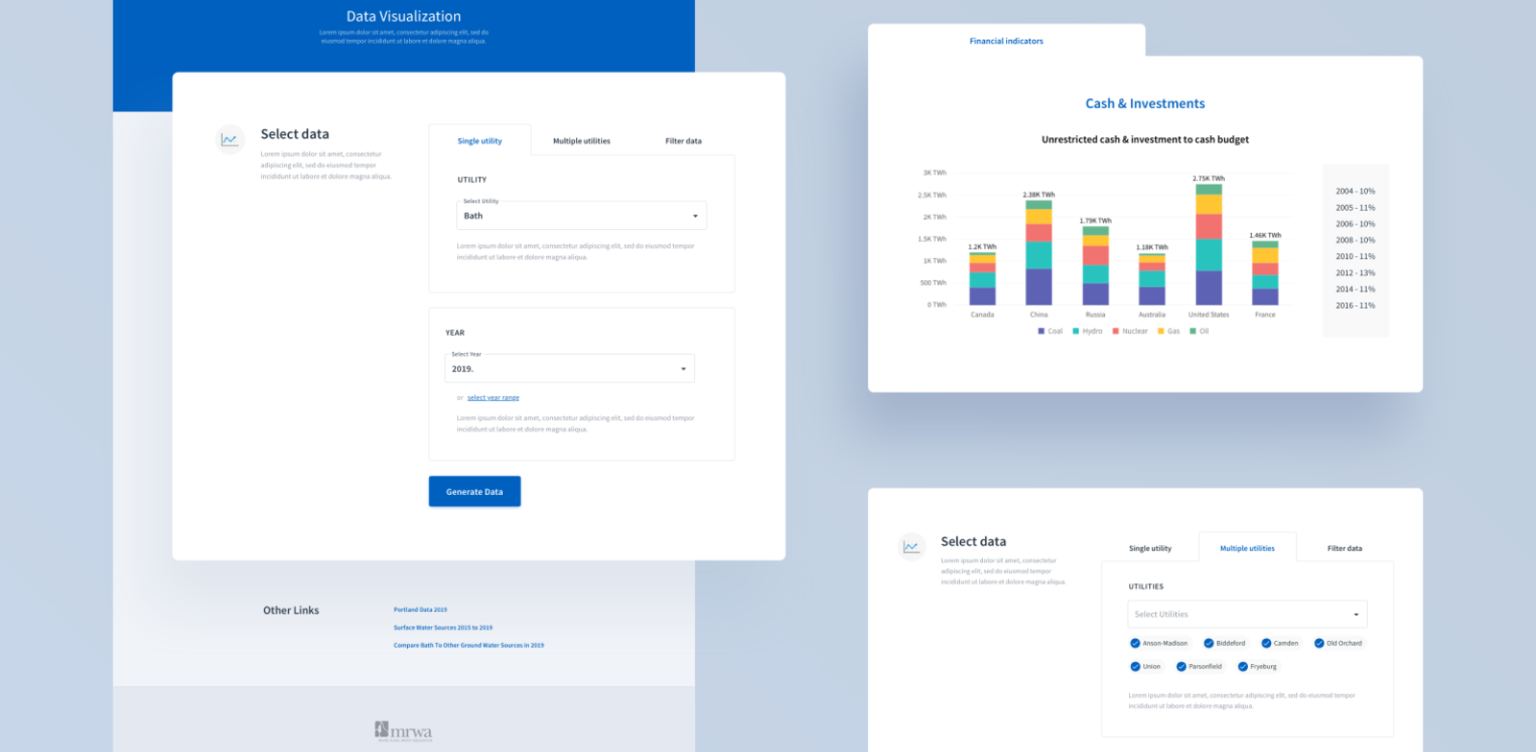 Data Visualization
Lorem ipsum dolor sit amet, consectetur adipiscing elit, sed do
eiusmod tempor incididunt ut labore et dolore magna aliqua.
Select data
Lorem ipsum dolor sit amet, consectetur
adipiscing elit, sed do eiusmod tempor
incididunt ut labore et dolore magna aliqua.
Single utility
Multiple utilities
Filter data
UTILITY
Select Utility
Bath
Lorem ipsum dolor sit amet, consectetur adipiscing elit, sed do eiusmod tempor
incididunt ut labore et dolore magna aliqua.
YEAR
Select Year
2019.
or select year range
Lorem ipsum dolor sit amet, consectetur adipiscing elit, sed do eiusmod tempor
incididunt ut labore et dolore magna aliqua.
Generate Data
Other Links
Portland Data 2019
Surface Water Sources 2015 to 2019
Compare Bath To Other Ground Water Sources in 2019
mrwa
Financial indicators
Cash & Investments
Unrestricted cash & investment to cash budget
3K TWh
2.5K TWh
2K TWh
1.5K TWh
1K TWh
500 TWh
0 TWh
1.2K TWh
2.38K TWh
1.79K TWh
1.18K TWh
2.75K TWh
1.46K TWh
Canada
China
Russia
Australia
United States
France
Coal
Hydro
Nuclear
Gas
Oil
2004 - 10%
2005 - 11%
2006 - 10%
2008 - 10%
2010 - 11%
2012 - 13%
2014 - 11%
2016 - 11%
Select data
Lorem ipsum dolor sit amet, consectetur
adipiscing elit, sed do eiusmod tempor
incididunt ut labore et dolore magna aliqua.
Single utility
Multiple utilities
Filter data
UTILITIES
Select Utilities
Anson-Madison
Biddeford
Camden
Old Orchard
Union
Parsonfield
Fryeburg
Lorem ipsum dolor sit amet, consectetur adipiscing elit, sed do eiusmod tempor
incididunt ut labore et dolore magna aliqua.